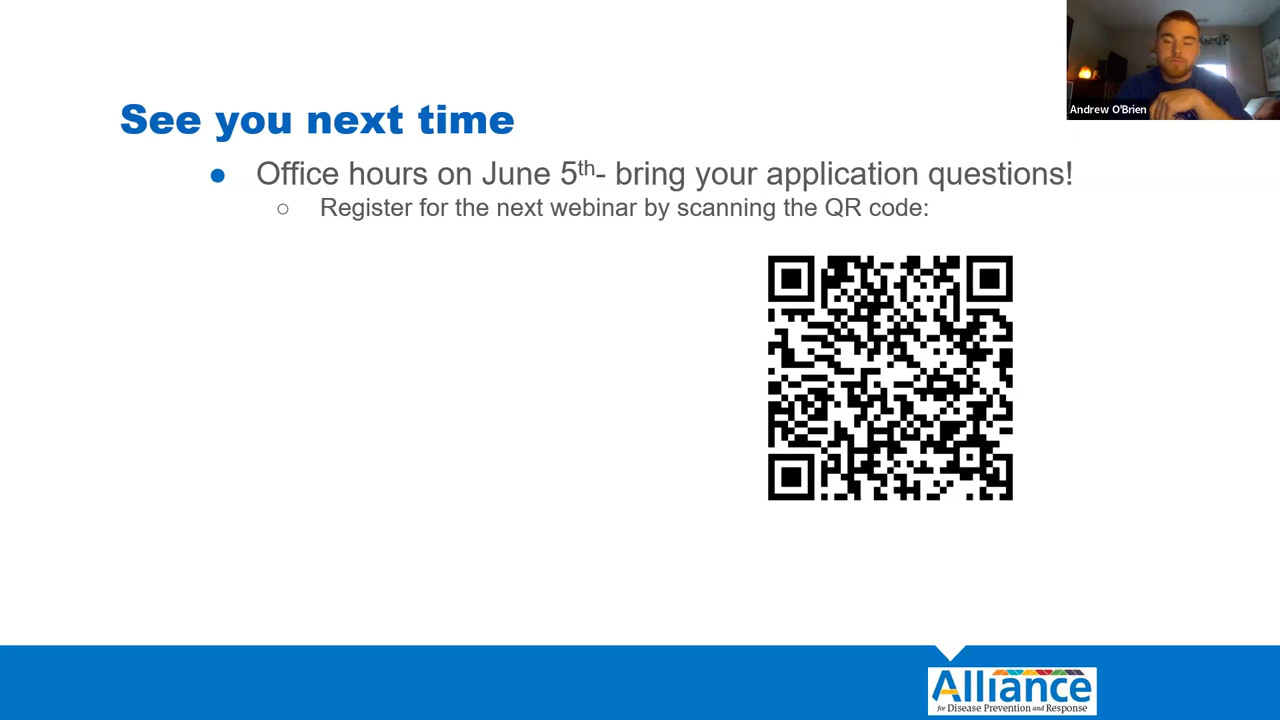 Andrew O'Brien
See you next time
● Office hours on June 5th- bring your application questions!
○ Register for the next webinar by scanning the QR code:
Alliance
for Disease Prevention and Response